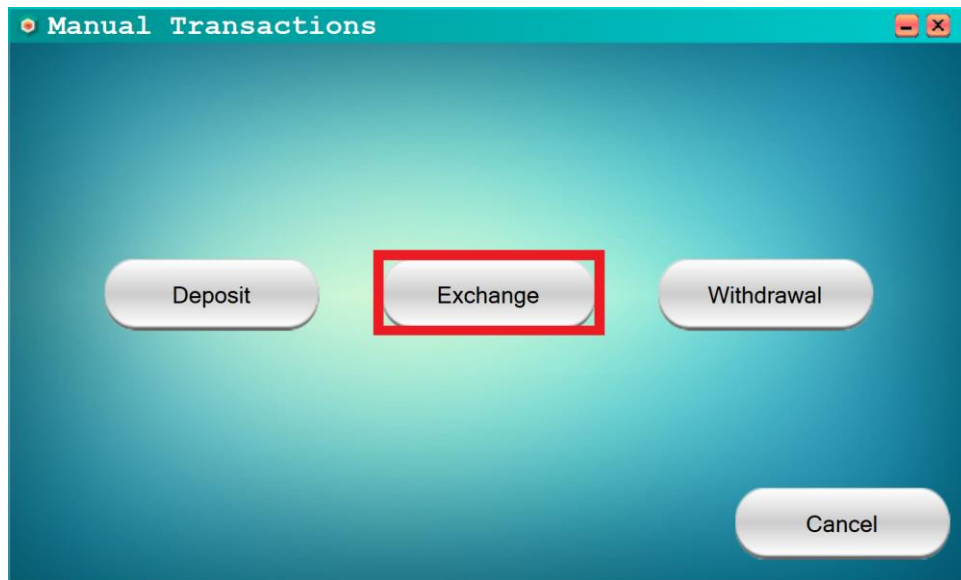 Manual Transactions
Deposit
Exchange
Withdrawal
Cancel